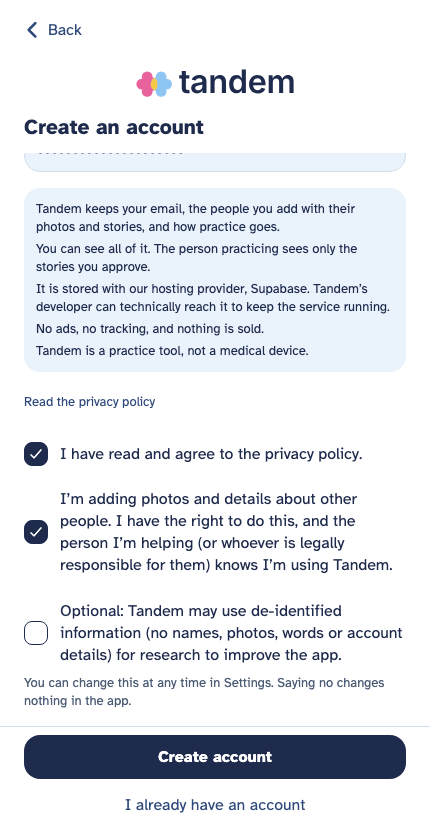 Back
tandem
Create an account
Tandem keeps your email, the people you add with their
photos and stories, and how practice goes.
You can see all of it. The person practicing sees only the
stories you approve.
It is stored with our hosting provider, Supabase. Tandem’s
developer can technically reach it to keep the service running.
No ads, no tracking, and nothing is sold.
Tandem is a practice tool, not a medical device.
Read the privacy policy
I have read and agree to the privacy policy.
I’m adding photos and details about other
people. I have the right to do this, and the
person I’m helping (or whoever is legally
responsible for them) knows I’m using Tandem.
Optional: Tandem may use de-identified
information (no names, photos, words or account
details) for research to improve the app.
You can change this at any time in Settings. Saying no changes
nothing in the app.
Create account
I already have an account